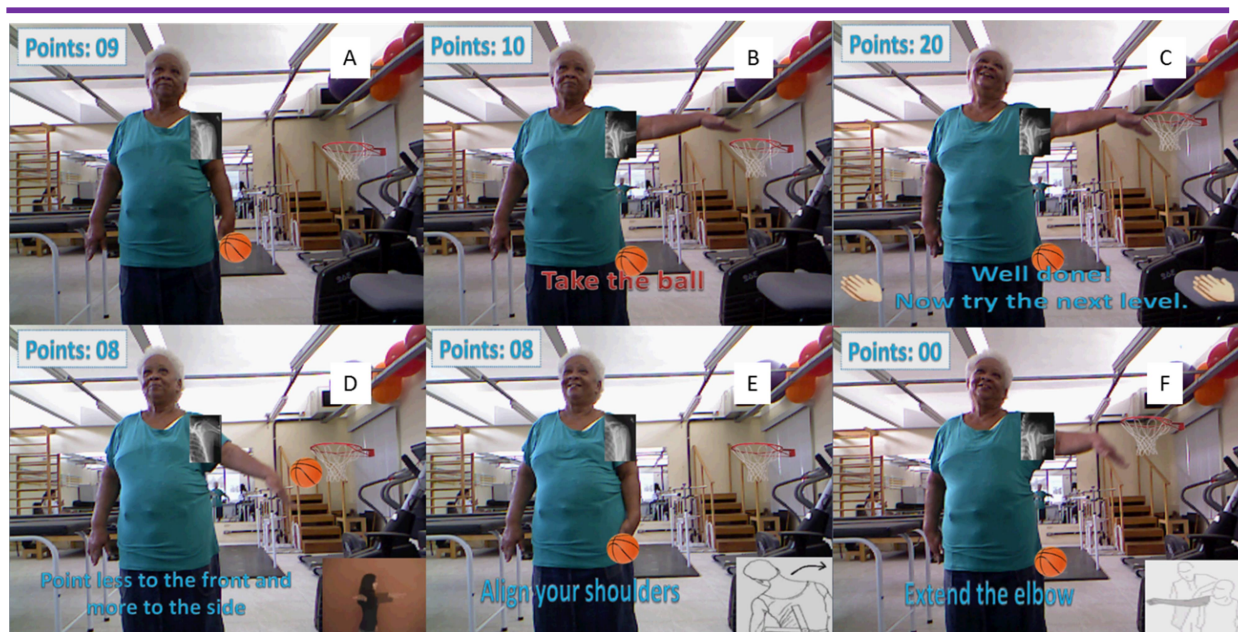 Points: 09
A
Points: 10
B
Take the ball
Points: 20
C
Well done!
Now try the next level.
Points: 08
D
Point less to the front and
more to the side
Points: 08
E
Align your shoulders
Points: 00
F
Extend the elbow